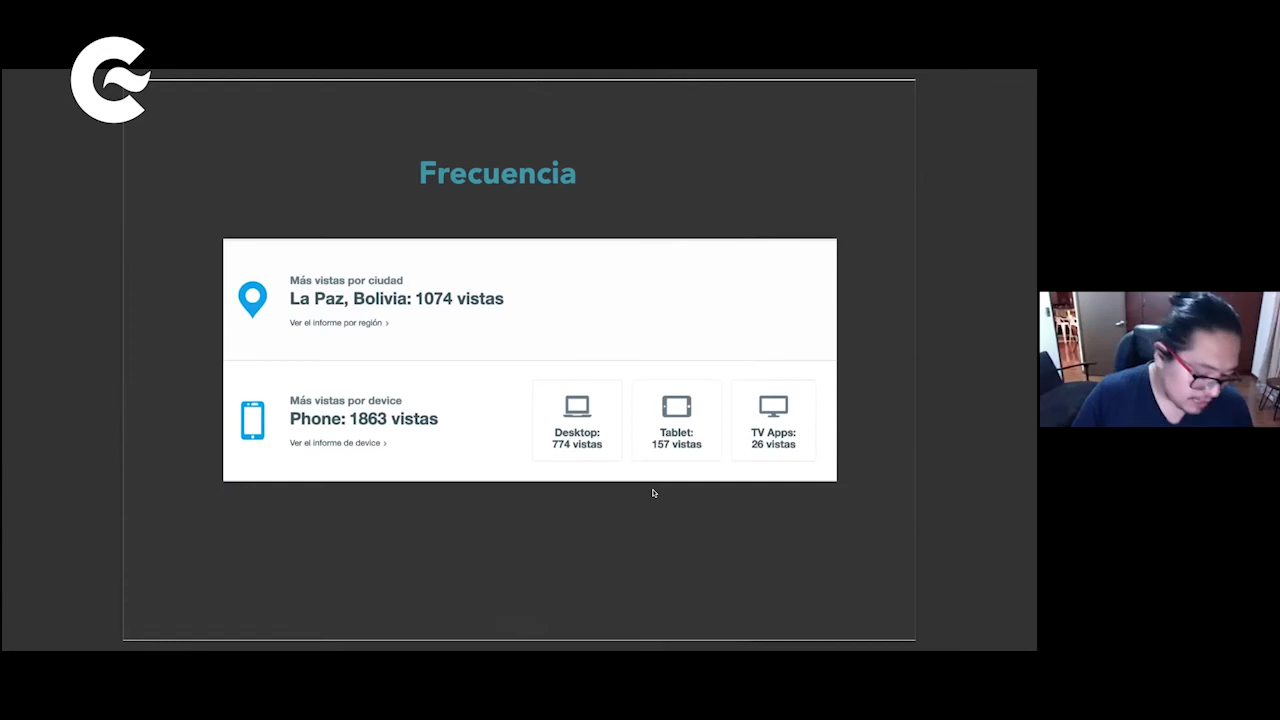 Frecuencia
Más vistas por ciudad
La Paz, Bolivia: 1074 vistas
Ver el informe por región ›
Más vistas por device
Phone: 1863 vistas
Ver el informe de device ›
Desktop:
774 vistas
Tablet:
157 vistas
TV Apps:
26 vistas